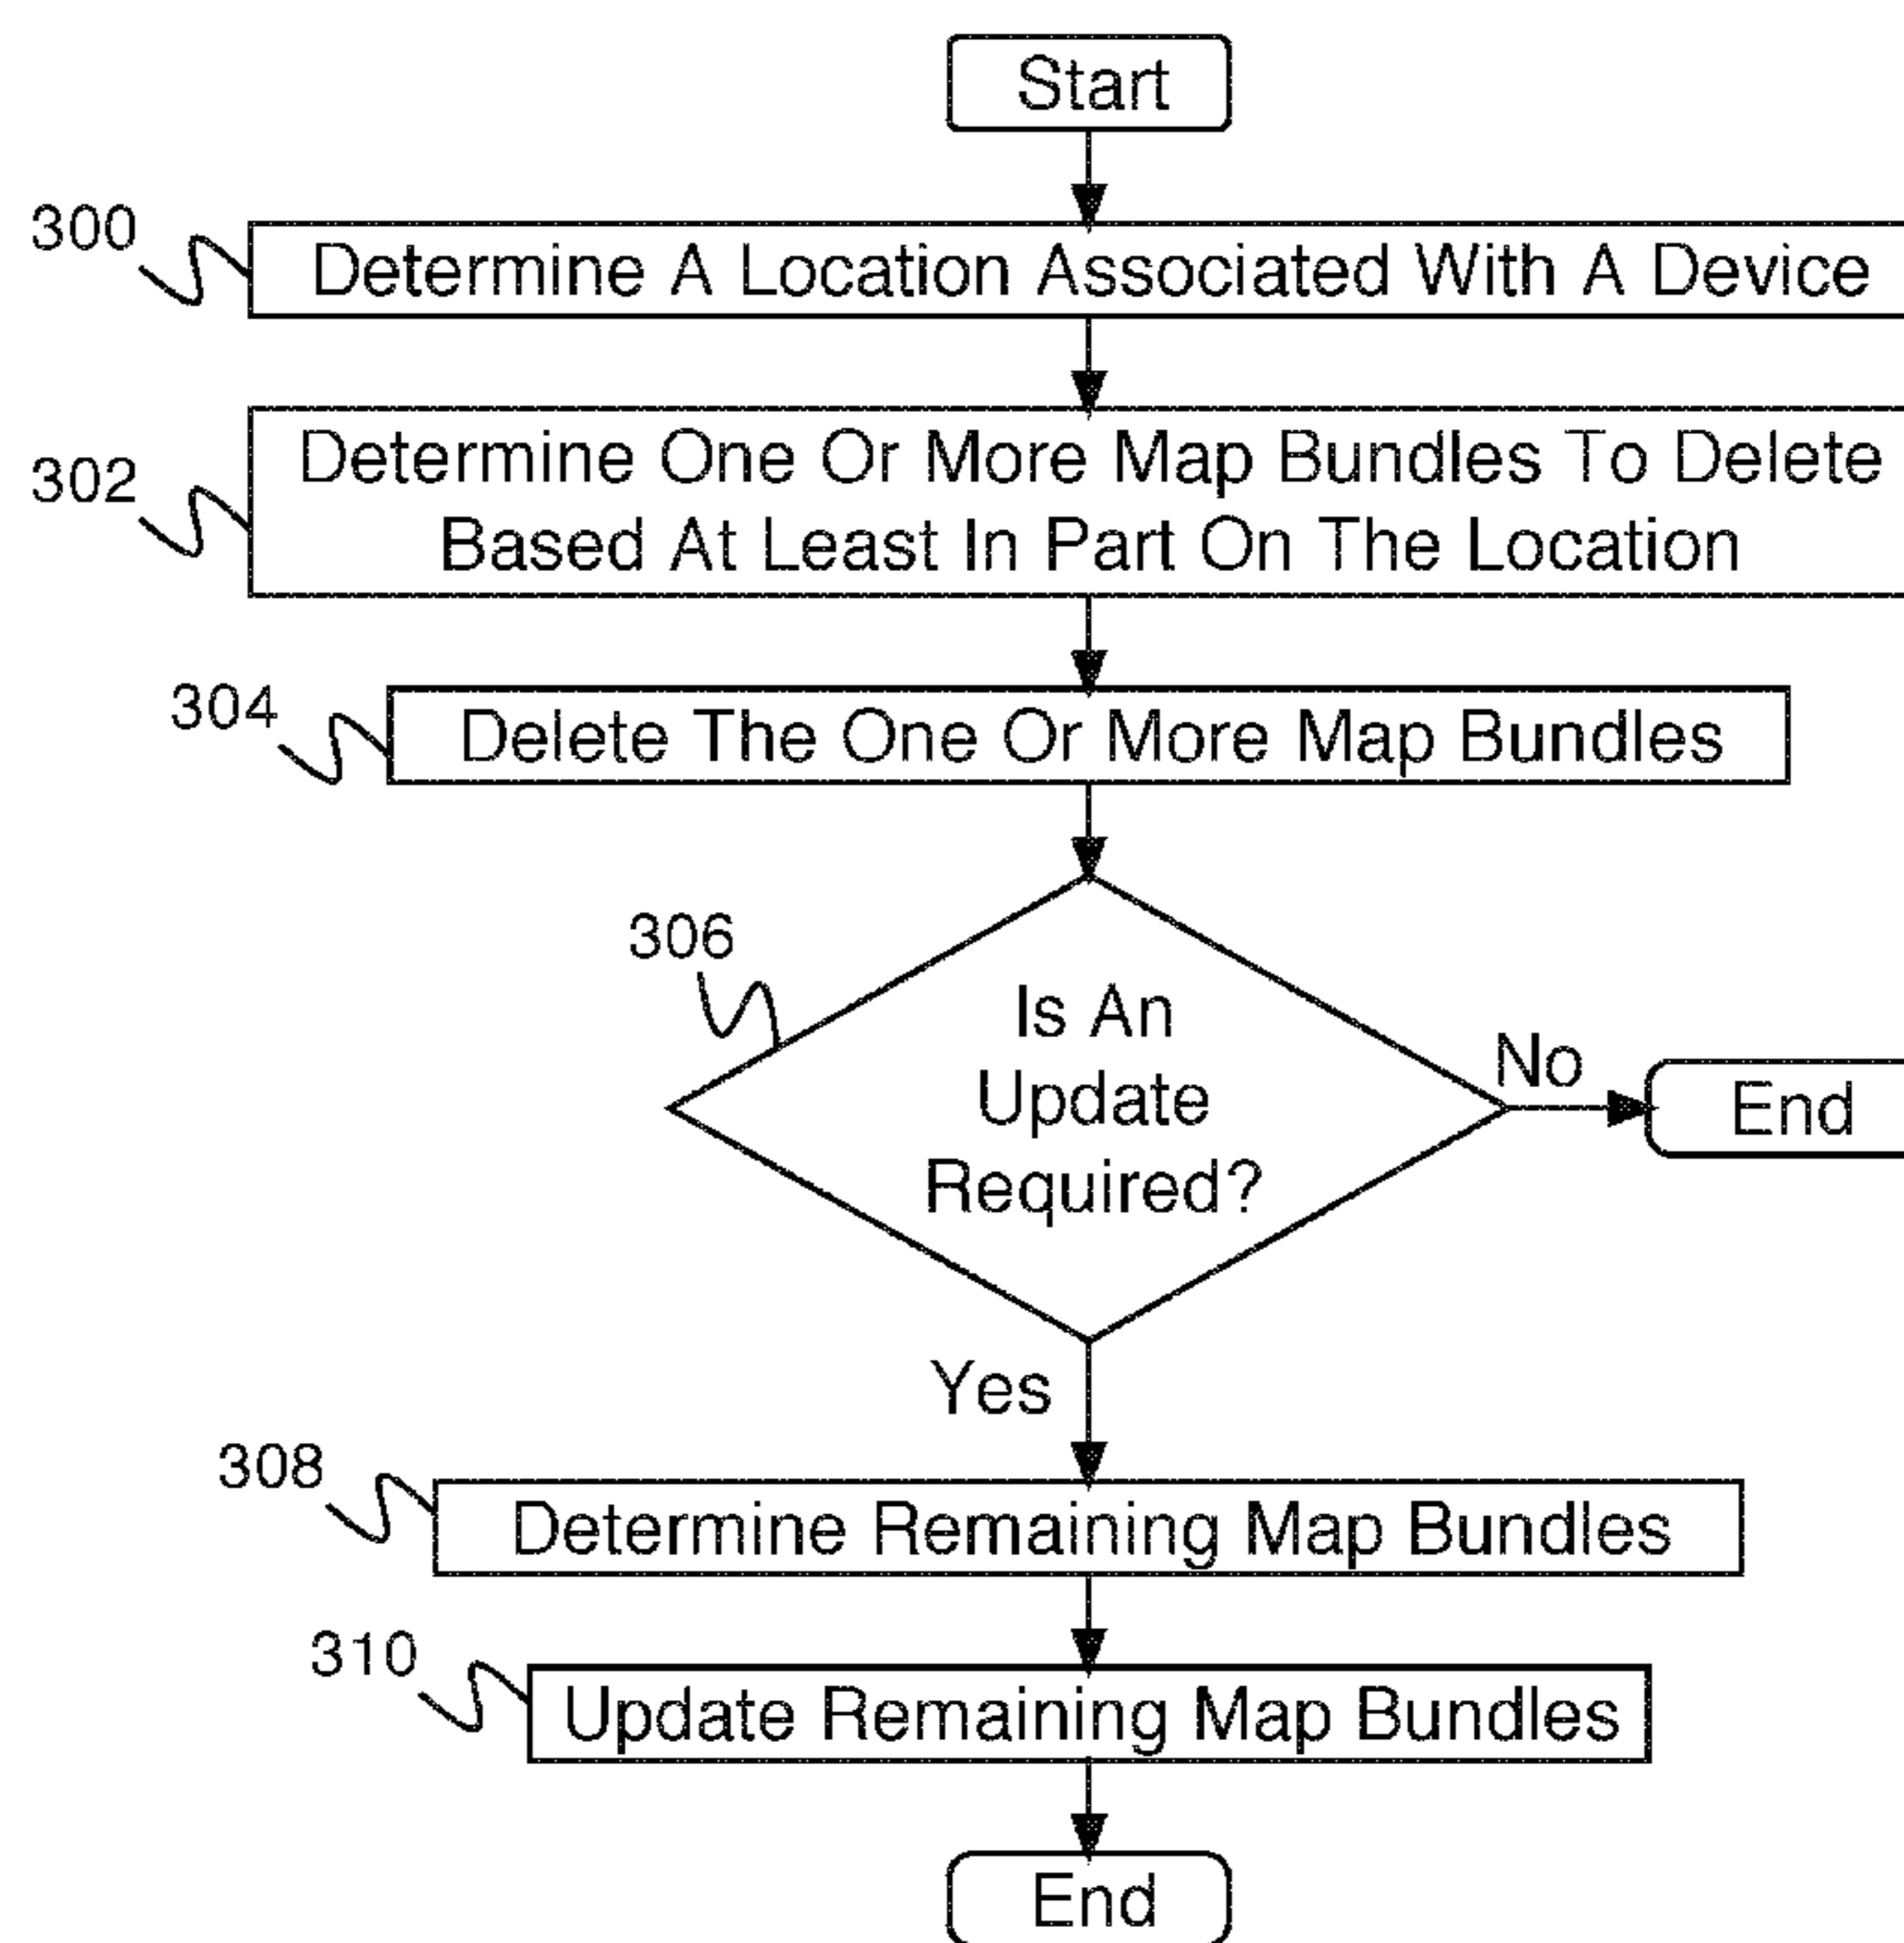 Start
300
Determine A Location Associated With A Device
302
Determine One Or More Map Bundles To Delete
Based At Least In Part On The Location
304
Delete The One Or More Map Bundles
306
Is An
Update
Required?
No
End
Yes
308
Determine Remaining Map Bundles
310
Update Remaining Map Bundles
End